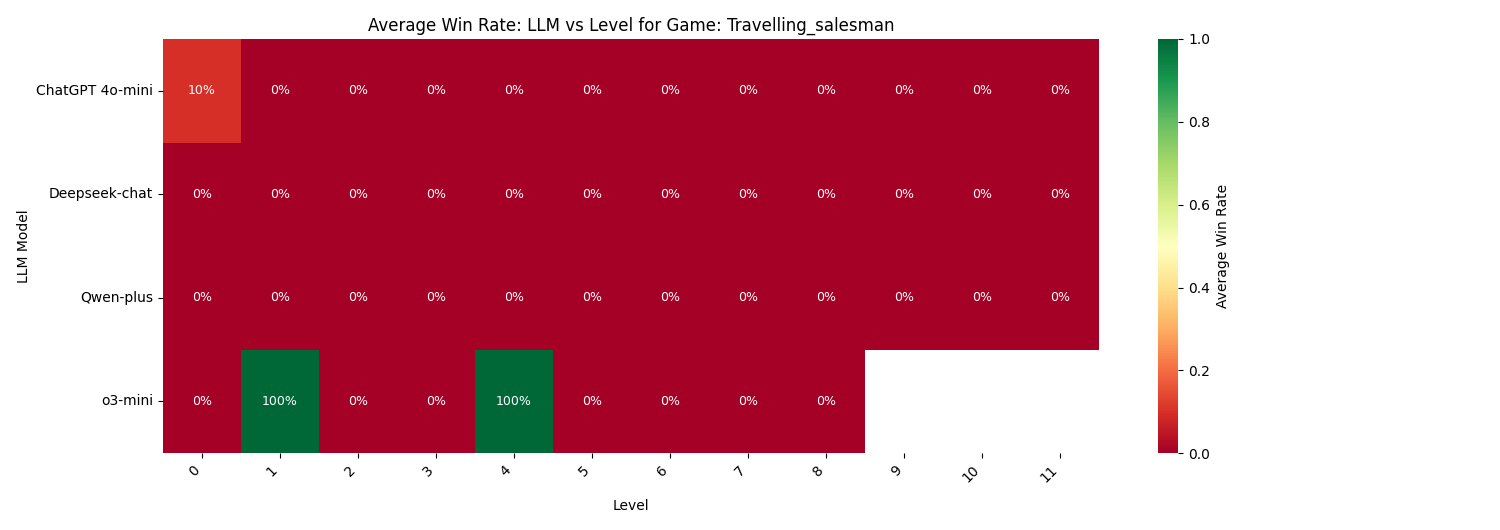 Average Win Rate: LLM vs Level for Game: Travelling_salesman
ChatGPT 4o-mini 10% 0% 0% 0% 0% 0% 0% 0% 0% 0% 0% 0%
Deepseek-chat 0% 0% 0% 0% 0% 0% 0% 0% 0% 0% 0% 0%
Qwen-plus 0% 0% 0% 0% 0% 0% 0% 0% 0% 0% 0% 0%
o3-mini 0% 100% 0% 0% 100% 0% 0% 0% 0%
0 1 2 3 4 5 6 7 8 9 10 11
Level
LLM Model
1.0
0.8
0.6
0.4
0.2
0.0
Average Win Rate